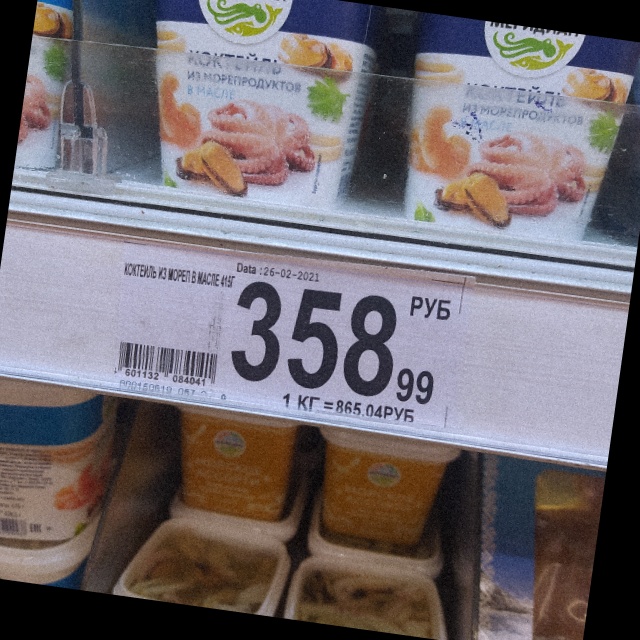 КОКТЕЙЛЬ
ИЗ МОРЕПРОДУКТОВ
В МАСЛЕ
МЕРИДИАН
КОКТЕЙЛЬ
ИЗ МОРЕПРОДУКТОВ
КОКТЕИЛЬ ИЗ МОРЕП В МАСЛЕ 415Г
Data :26-02-2021
358 99
РУБ
1 КГ =865,04РУБ
601132 084041